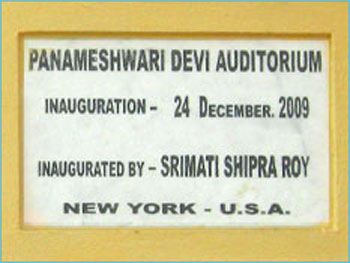 PANAMESHWARI DEVI AUDITORIUM
INAUGURATION - 24 DECEMBER. 2009
INAUGURATED BY - SRIMATI SHIPRA ROY
NEW YORK - U.S.A.